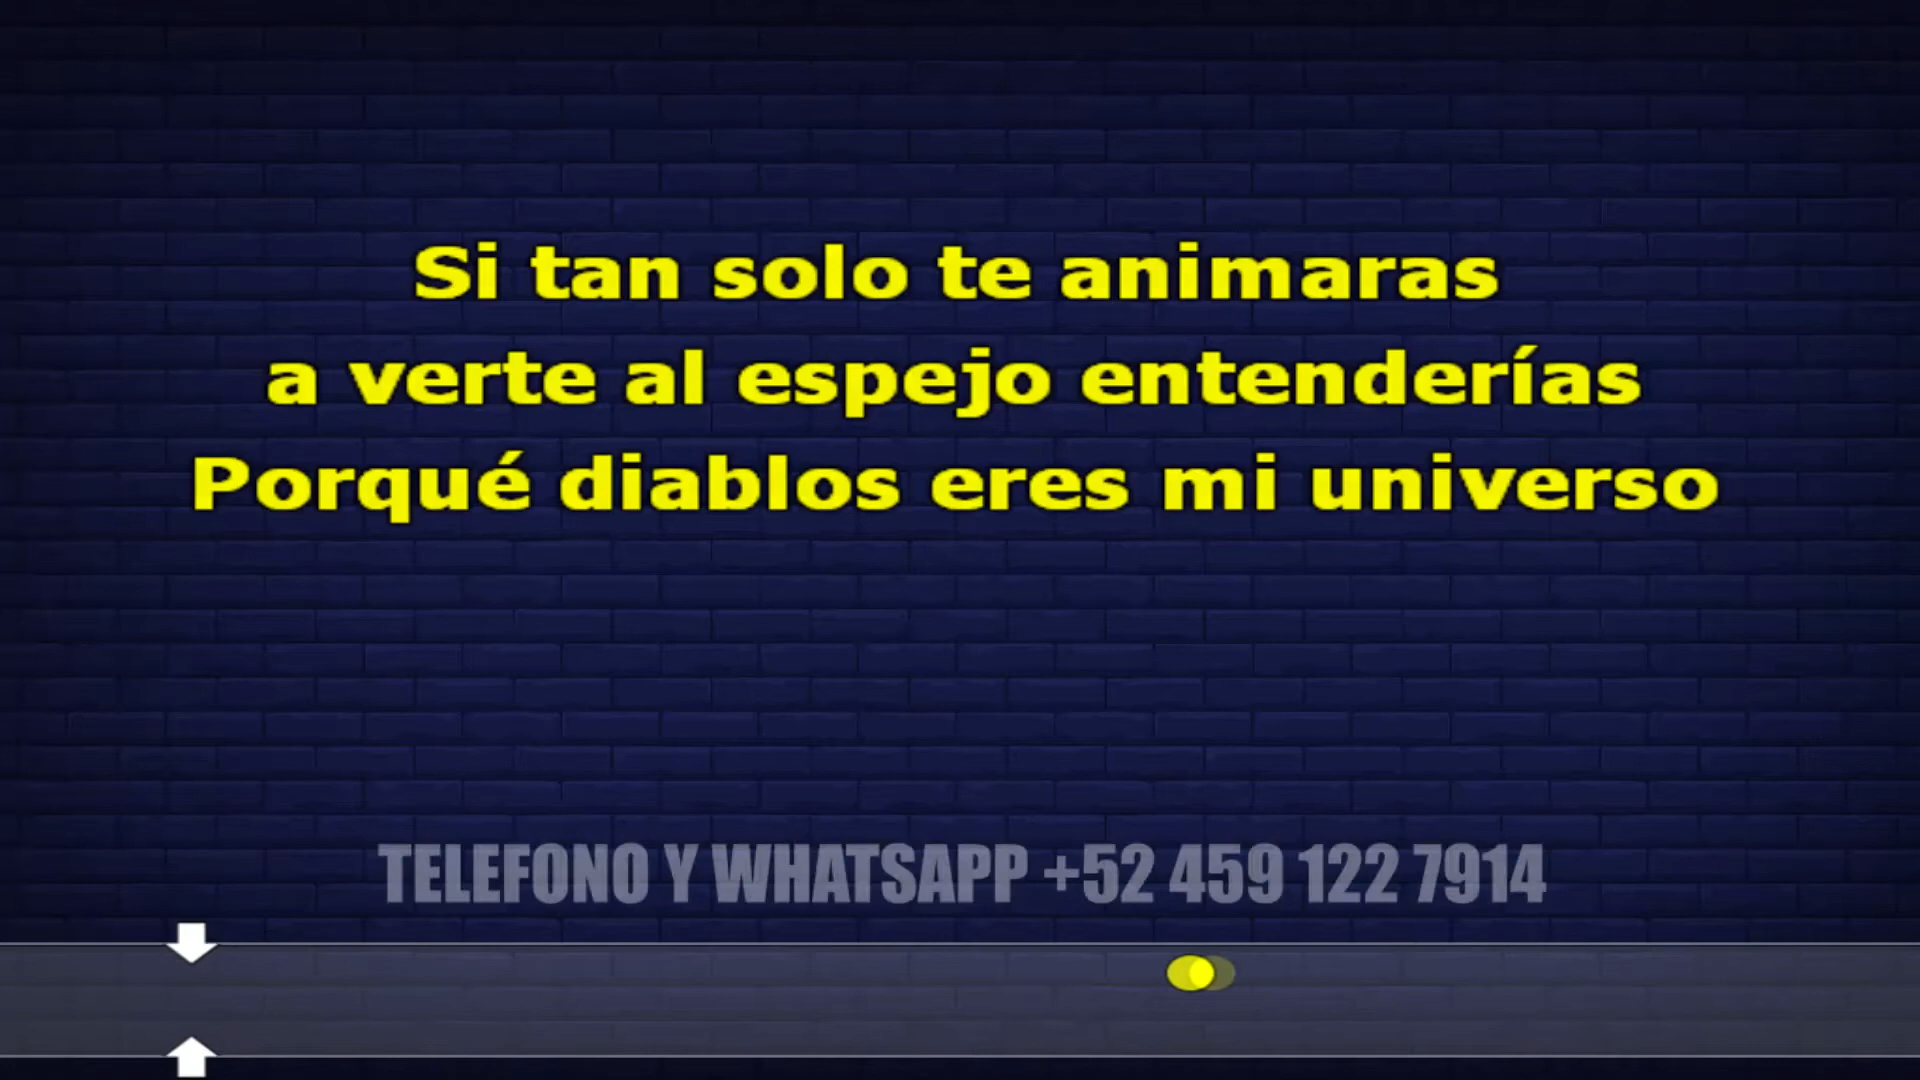 Si tan solo te animaras
a verte al espejo entenderías
Porqué diablos eres mi universo
TELEFONO Y WHATSAPP +52 459 122 7914